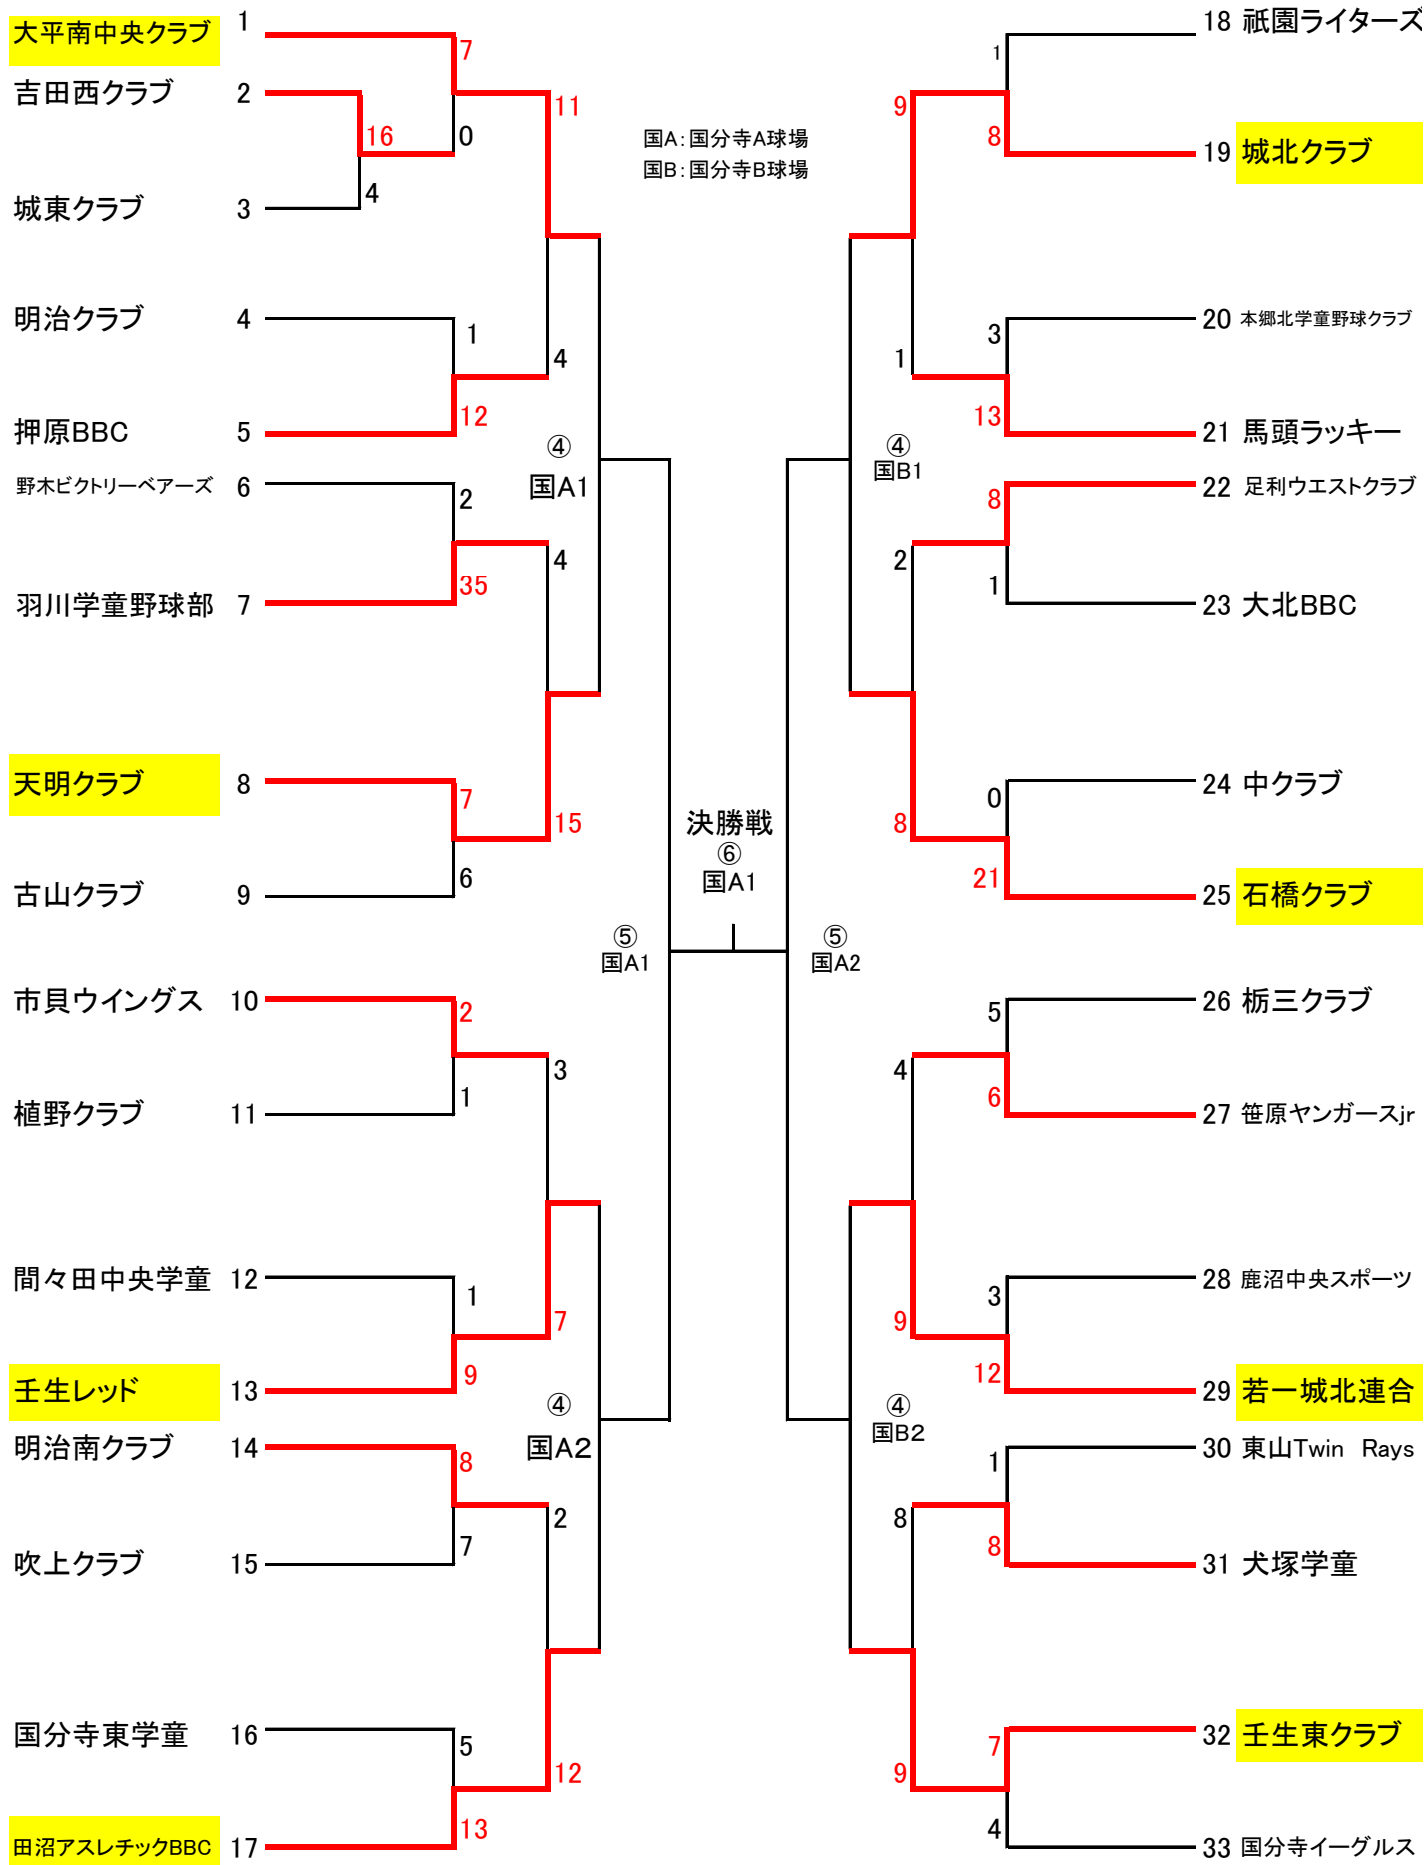 大平南中央クラブ 1
7
吉田西クラブ 2
11
16
0
城東クラブ 3
4
明治クラブ 4
1
4
押原BBC 5
12
④
国A1
野木ビクトリーベアーズ 6
2
4
羽川学童野球部 7
35
天明クラブ 8
7
15
古山クラブ 9
6
⑤
国A1
市貝ウイングス 10
2
3
植野クラブ 11
1
間々田中央学童 12
1
7
壬生レッド 13
9
④
国A2
明治南クラブ 14
8
2
吹上クラブ 15
7
国分寺東学童 16
5
12
田沼アスレチックBBC 17
13
国A:国分寺A球場
国B:国分寺B球場
決勝戦
⑥
国A1
18 祇園ライターズ
1
9
8
19 城北クラブ
20 本郷北学童野球クラブ
3
1
13
21 馬頭ラッキー
④
国B1
22 足利ウエストクラブ
8
2
1
23 大北BBC
24 中クラブ
0
8
21
25 石橋クラブ
⑤
国A2
26 栃三クラブ
5
4
6
27 笹原ヤンガースjr
28 鹿沼中央スポーツ
3
9
12
29 若一城北連合
④
国B2
30 東山Twin Rays
1
8
8
31 犬塚学童
32 壬生東クラブ
7
9
4
33 国分寺イーグルス